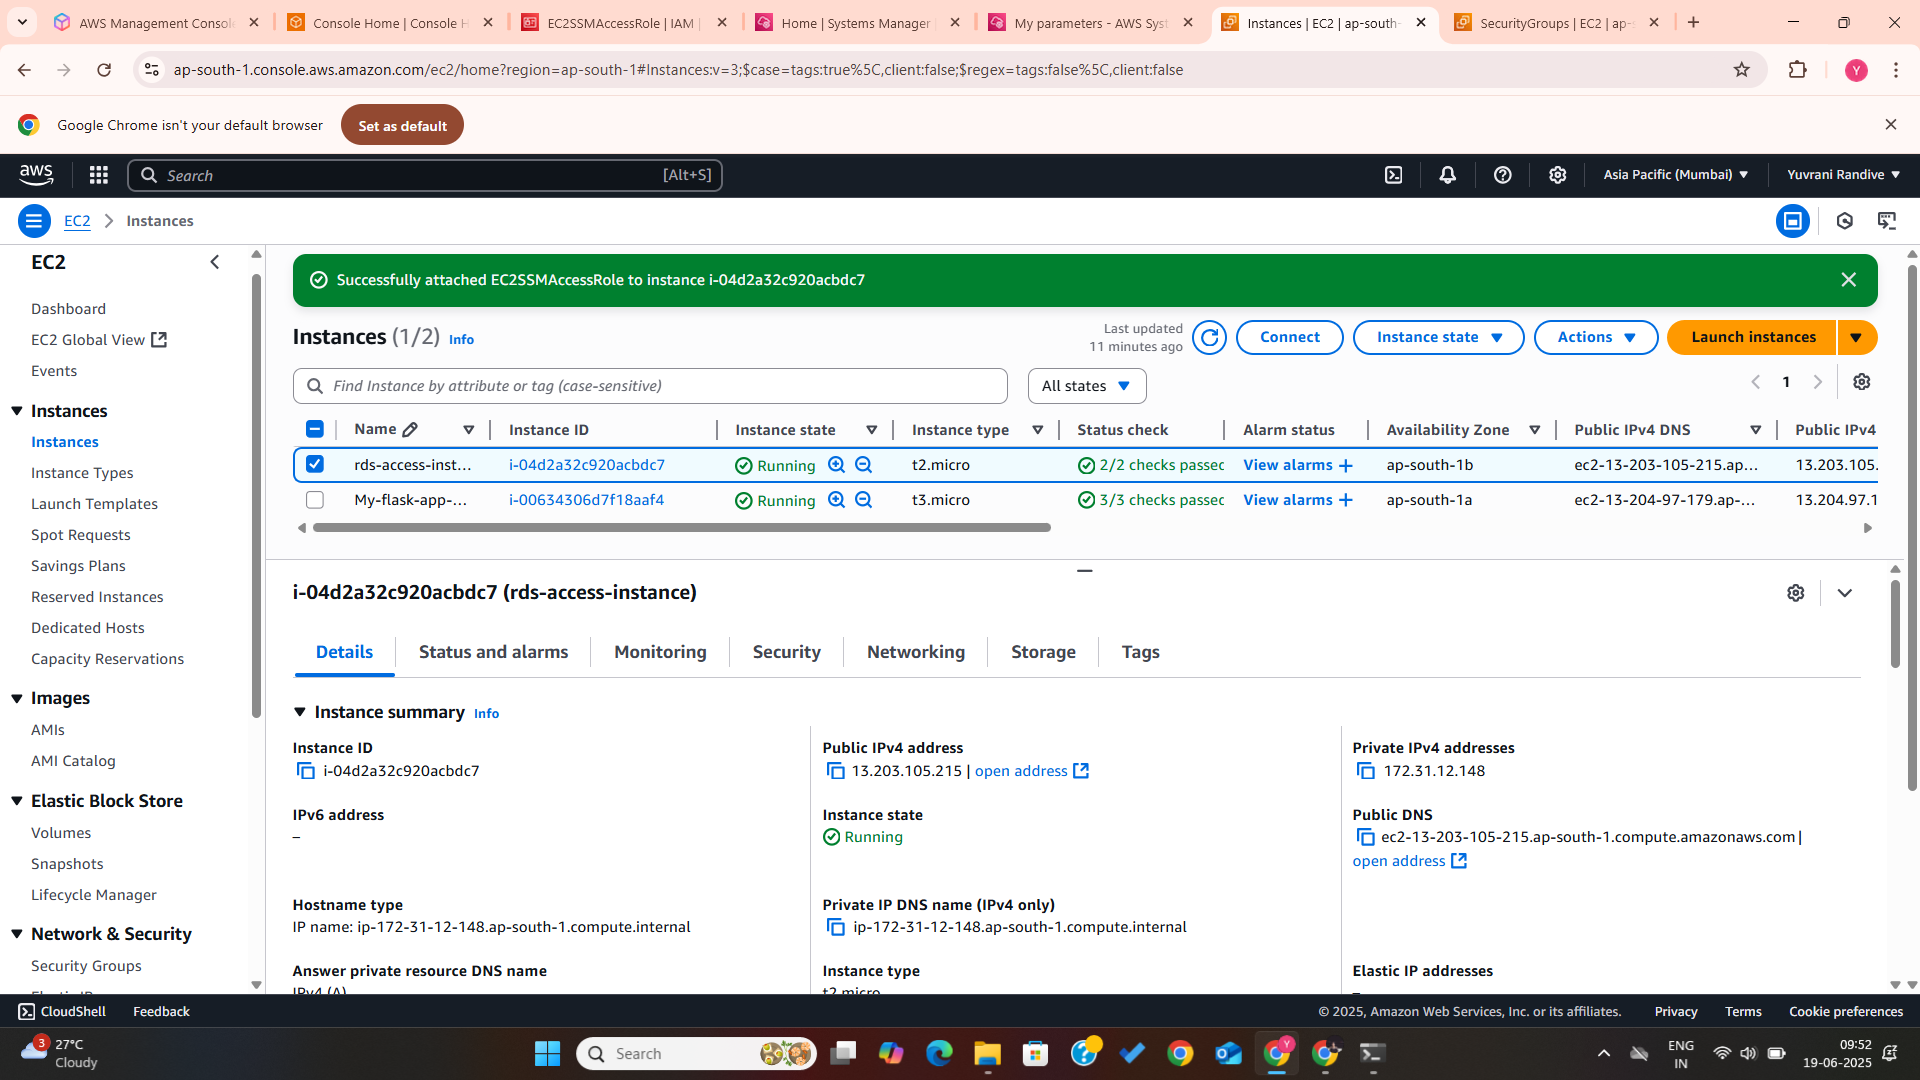 AWS Management Consol
Console Home | Console H
EC2SSMAccessRole | IAM |
Home | Systems Manager
My parameters - AWS Syst
Instances | EC2 | ap-south-
SecurityGroups | EC2 | ap-s
ap-south-1.console.aws.amazon.com/ec2/home?region=ap-south-1#Instances:v=3;$case=tags:true%5C,client:false;$regex=tags:false%5C,client:false
Y
Google Chrome isn't your default browser
Set as default
aws
Search
[Alt+S]
Asia Pacific (Mumbai)
Yuvrani Randive
EC2
Instances
EC2
Dashboard
EC2 Global View
Events
Instances
Instances
Instance Types
Launch Templates
Spot Requests
Savings Plans
Reserved Instances
Dedicated Hosts
Capacity Reservations
Images
AMIs
AMI Catalog
Elastic Block Store
Volumes
Snapshots
Lifecycle Manager
Network & Security
Security Groups
Successfully attached EC2SSMAccessRole to instance i-04d2a32c920acbdc7
Instances (1/2) Info
Last updated
11 minutes ago
Connect
Instance state
Actions
Launch instances
Find Instance by attribute or tag (case-sensitive)
All states
1
Name Instance ID Instance state Instance type Status check Alarm status Availability Zone Public IPv4 DNS Public IPv4
rds-access-inst... i-04d2a32c920acbdc7 Running t2.micro 2/2 checks passed View alarms + ap-south-1b ec2-13-203-105-215.ap... 13.203.105.
My-flask-app-... i-00634306d7f18aaf4 Running t3.micro 3/3 checks passed View alarms + ap-south-1a ec2-13-204-97-179.ap-... 13.204.97.1
i-04d2a32c920acbdc7 (rds-access-instance)
Details
Status and alarms
Monitoring
Security
Networking
Storage
Tags
Instance summary Info
Instance ID
i-04d2a32c920acbdc7
Public IPv4 address
13.203.105.215 | open address
Private IPv4 addresses
172.31.12.148
IPv6 address
–
Instance state
Running
Public DNS
ec2-13-203-105-215.ap-south-1.compute.amazonaws.com |
open address
Hostname type
IP name: ip-172-31-12-148.ap-south-1.compute.internal
Private IP DNS name (IPv4 only)
ip-172-31-12-148.ap-south-1.compute.internal
Answer private resource DNS name
IPv4 (A)
Instance type
t2.micro
Elastic IP addresses
–
CloudShell
Feedback
© 2025, Amazon Web Services, Inc. or its affiliates.
Privacy
Terms
Cookie preferences
3
27°C
Cloudy
Search
Y
ENG
IN
09:52
19-06-2025